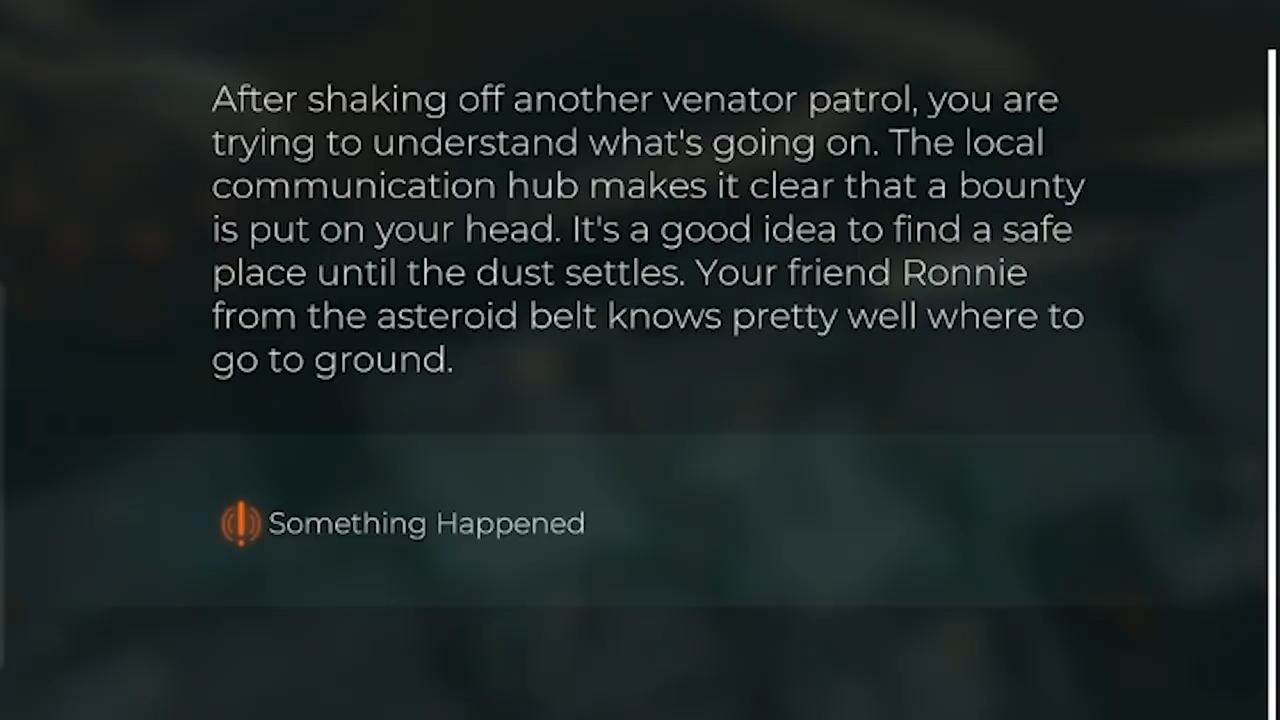 After shaking off another venator patrol, you are
trying to understand what's going on. The local
communication hub makes it clear that a bounty
is put on your head. It's a good idea to find a safe
place until the dust settles. Your friend Ronnie
from the asteroid belt knows pretty well where to
go to ground.
Something Happened